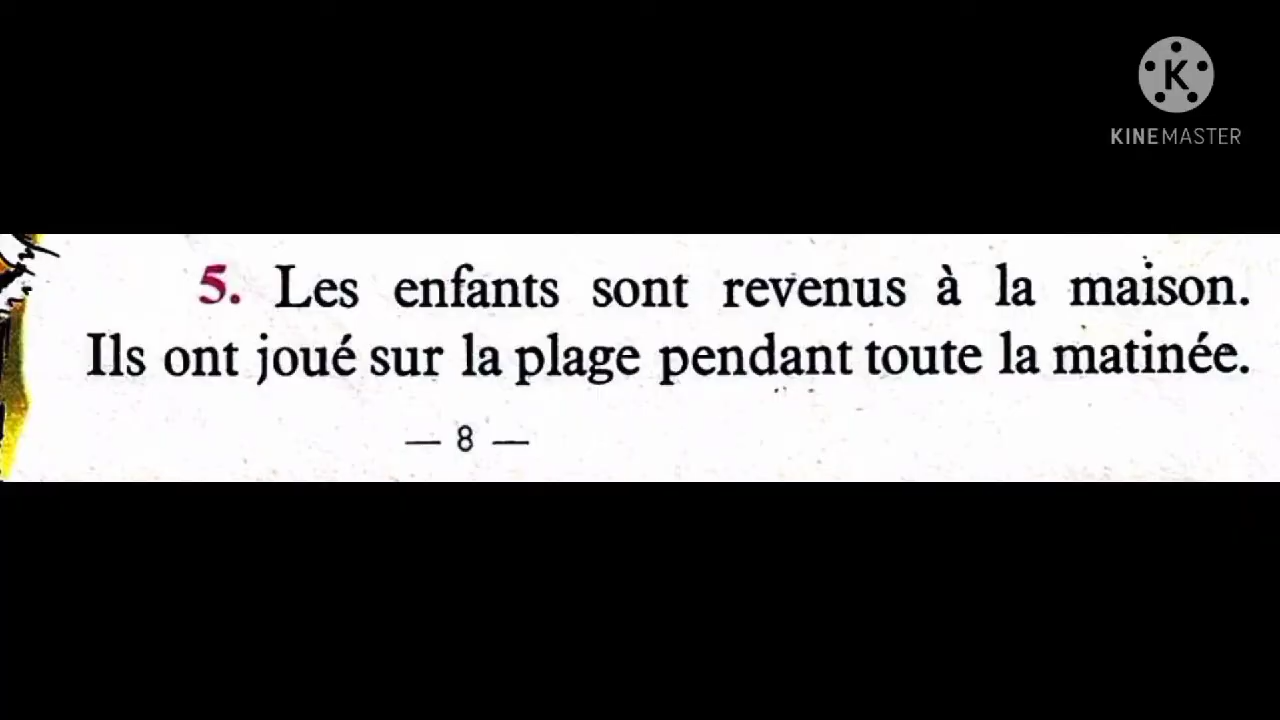 KINEMASTER
5. Les enfants sont revenus à la maison.
Ils ont joué sur la plage pendant toute la matinée.
— 8 —